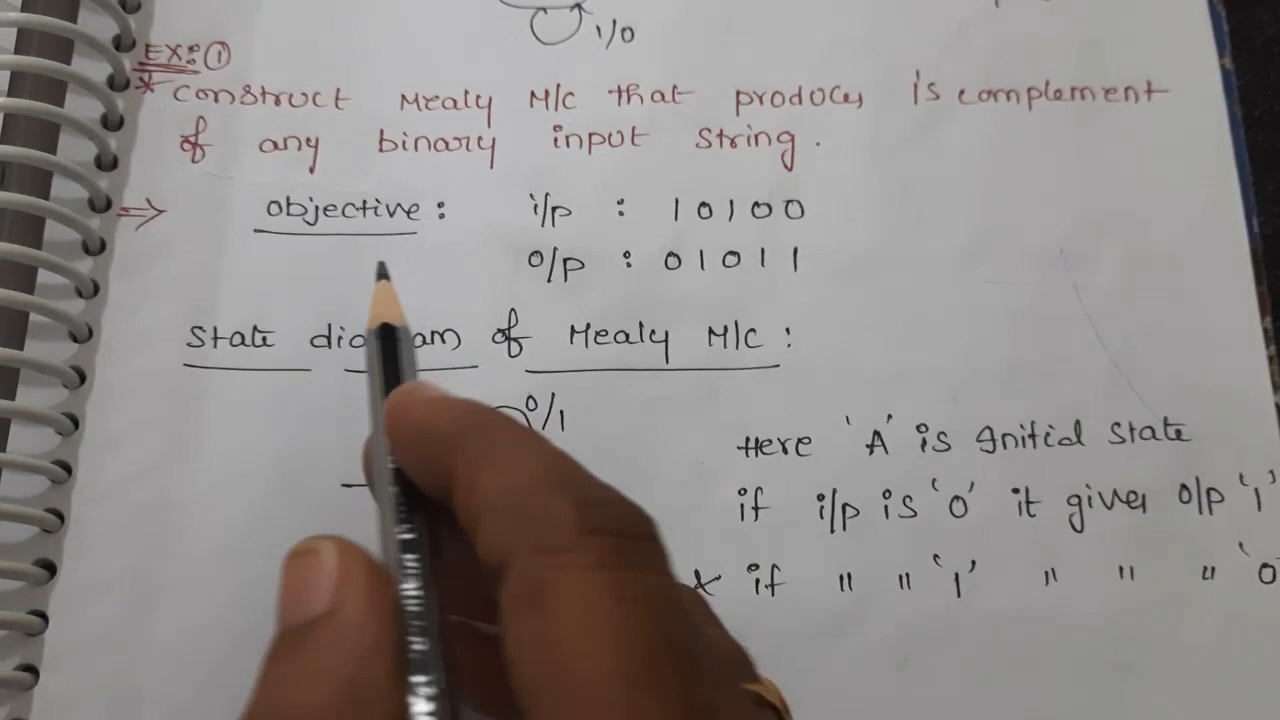 1/0
Ex: ①
* Construct Mealy M/c that produces 1s complement
of any binary input string.
⇒ Objective: i/p : 10100
o/p : 01011
State diagram of Mealy M/c:
0/1
Here 'A' is Initial State
if i/p is '0' it gives o/p '1'
* if " " '1' " " " '0